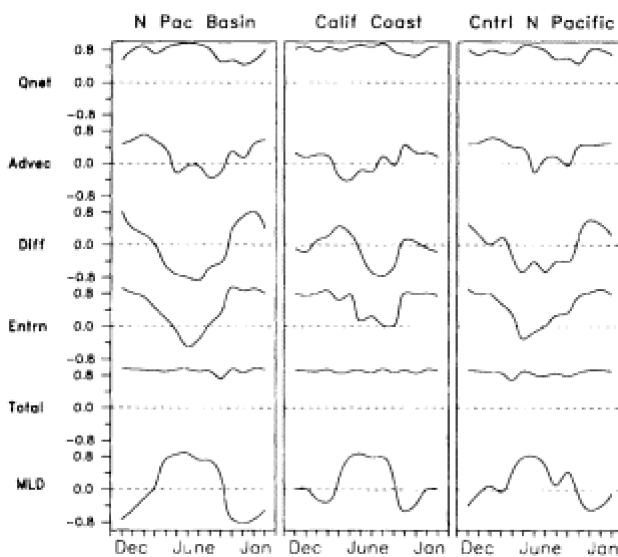 N Pac Basin Calif Coast Cntrl N Pacific
0.8
Qnet 0.0
-0.8
0.8
Advec 0.0
-0.8
0.8
Diff 0.0
-0.8
0.8
Entrn 0.0
-0.8
0.8
Total 0.0
-0.8
0.8
MLD 0.0
-0.8
Dec June Jan Dec June Jan Dec June Jan